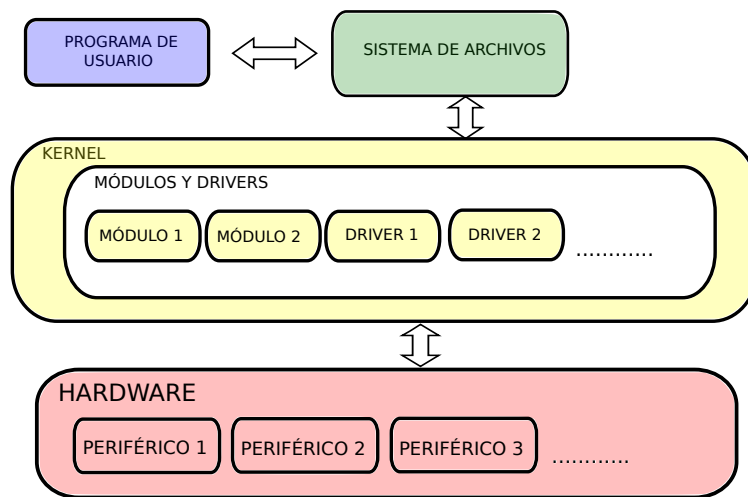 PROGRAMA DE
USUARIO
SISTEMA DE ARCHIVOS
KERNEL
MÓDULOS Y DRIVERS
MÓDULO 1
MÓDULO 2
DRIVER 1
DRIVER 2
............
HARDWARE
PERIFÉRICO 1
PERIFÉRICO 2
PERIFÉRICO 3
............